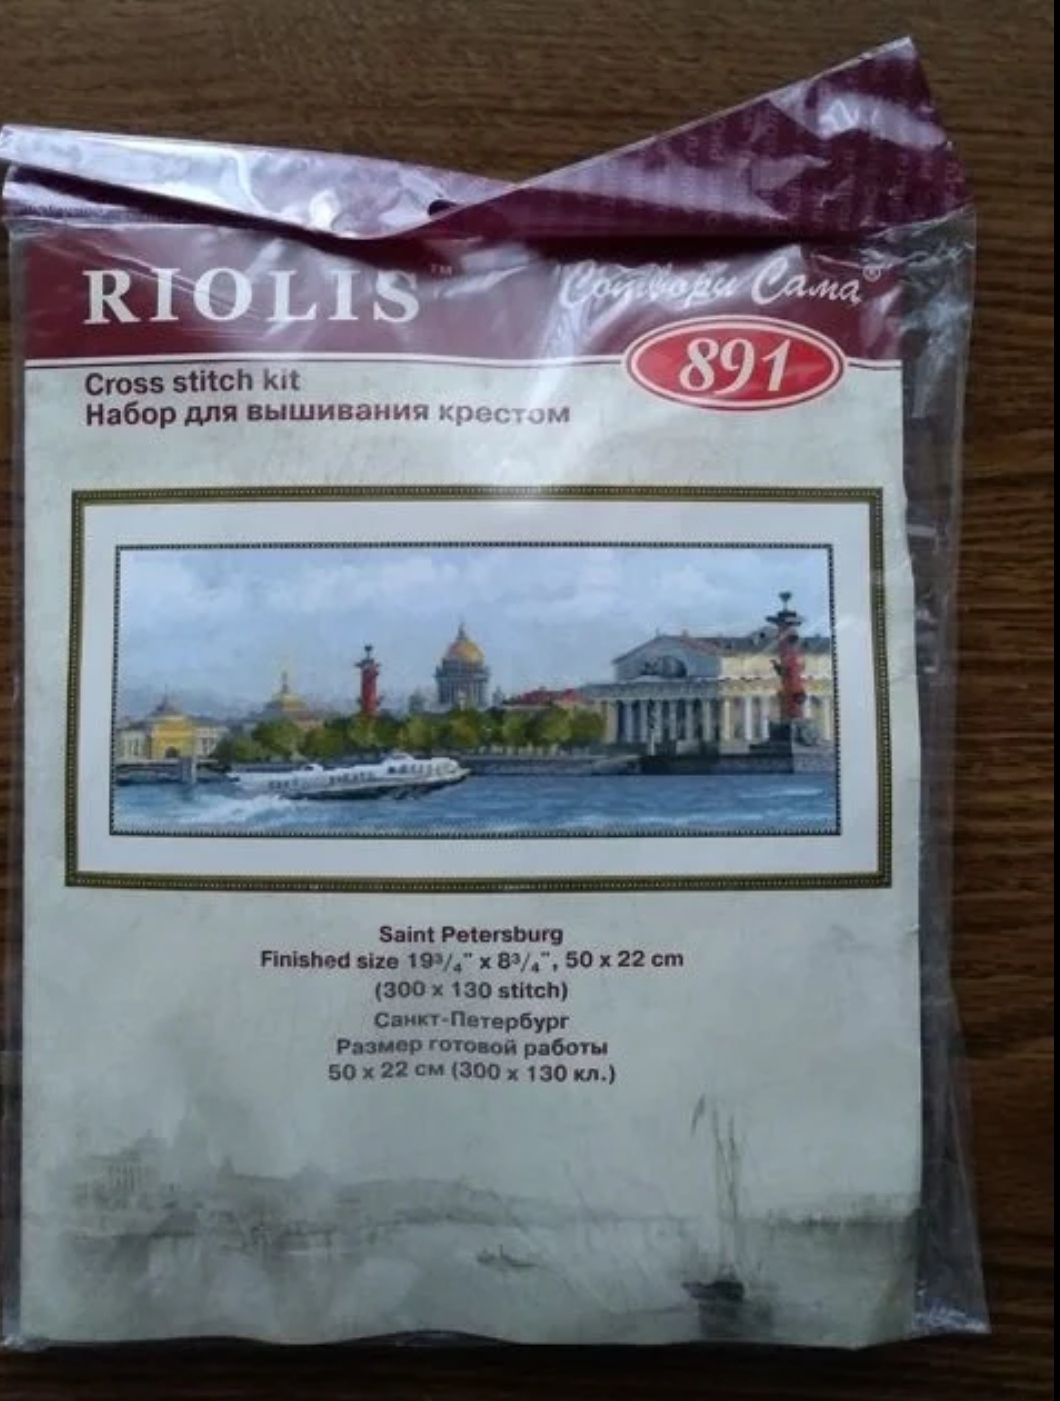 RIOLIS™
Сотвори Сама®
891
Cross stitch kit
Набор для вышивания крестом
Saint Petersburg
Finished size 19³/₄" x 8³/₄", 50 x 22 cm
(300 x 130 stitch)
Санкт-Петербург
Размер готовой работы
50 x 22 см (300 x 130 кл.)